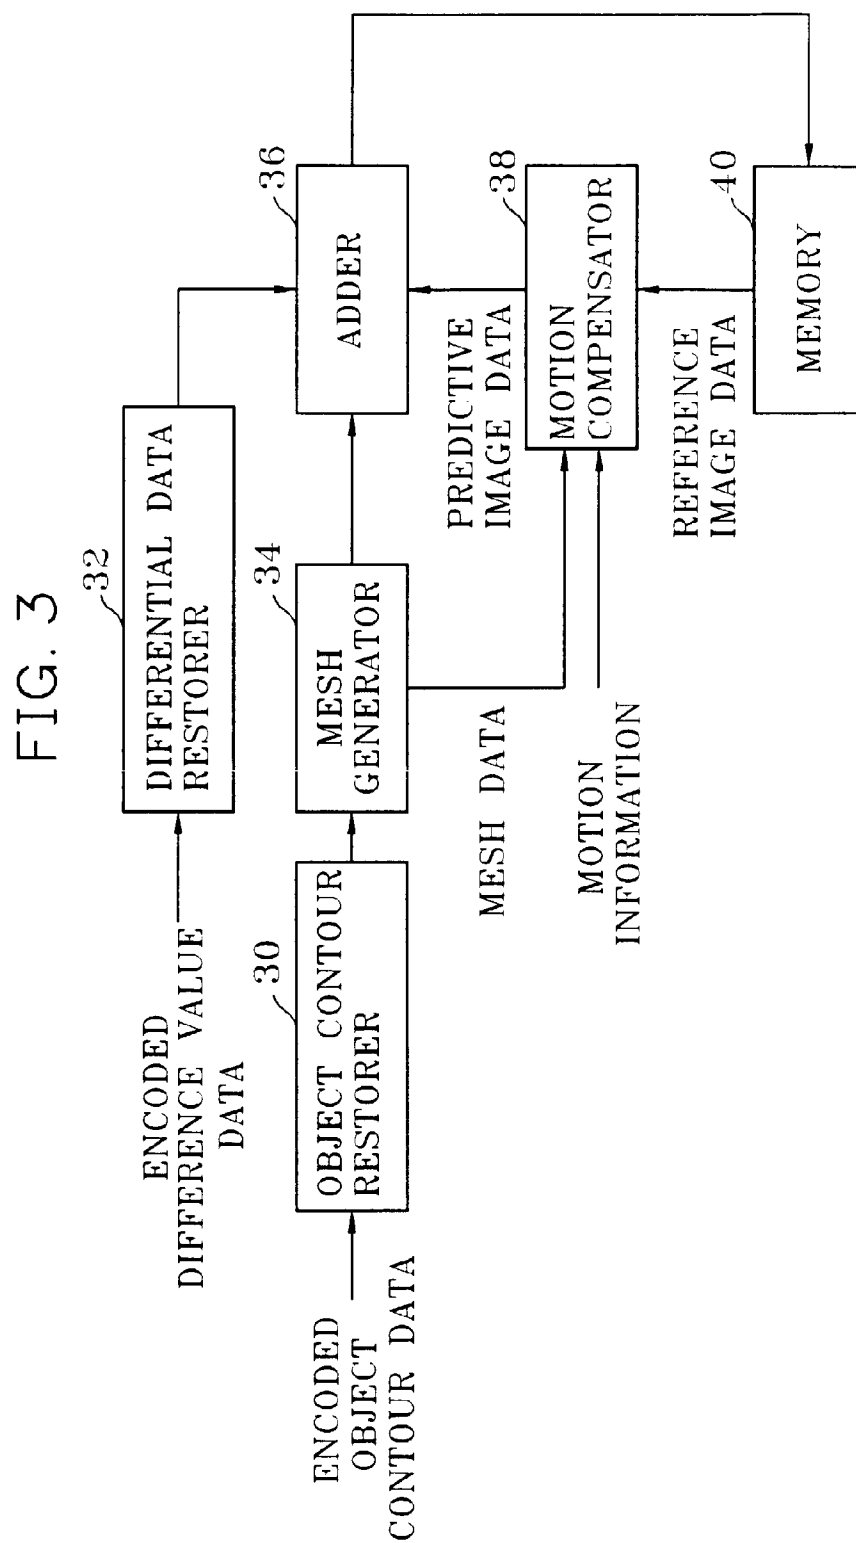 FIG. 3
ENCODED
DIFFERENCE VALUE
DATA
32
DIFFERENTIAL DATA
RESTORER
ENCODED
OBJECT
CONTOUR DATA
30
OBJECT CONTOUR
RESTORER
34
MESH
GENERATOR
36
ADDER
MESH DATA
PREDICTIVE
IMAGE DATA
MOTION
INFORMATION
38
MOTION
COMPENSATOR
REFERENCE
IMAGE DATA
40
MEMORY